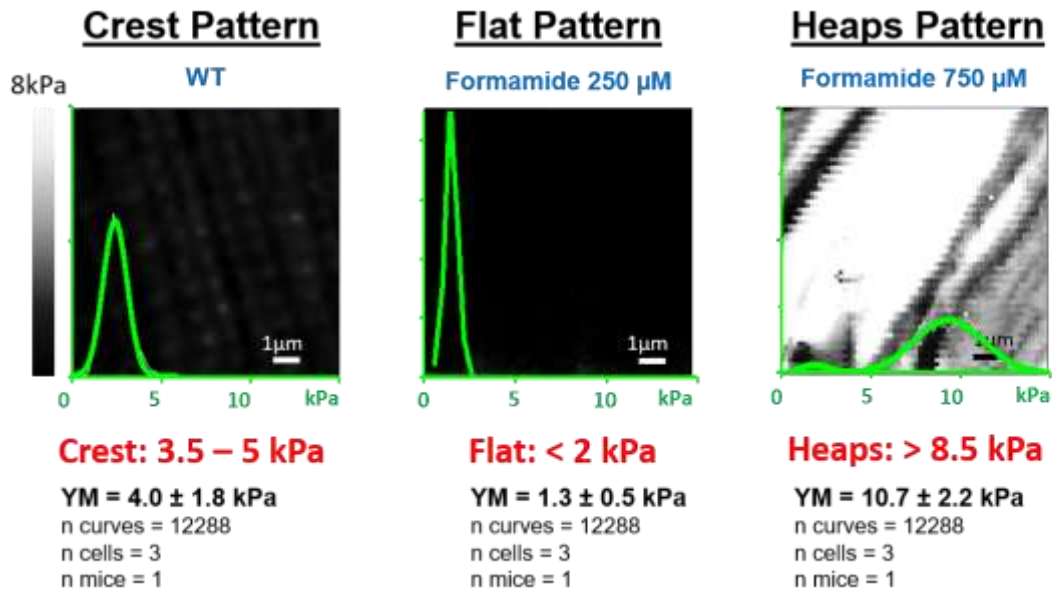 Crest Pattern
WT
8kPa
1µm
0 5 10 kPa
Crest: 3.5 – 5 kPa
YM = 4.0 ± 1.8 kPa
n curves = 12288
n cells = 3
n mice = 1
Flat Pattern
Formamide 250 µM
1µm
0 5 10 kPa
Flat: < 2 kPa
YM = 1.3 ± 0.5 kPa
n curves = 12288
n cells = 3
n mice = 1
Heaps Pattern
Formamide 750 µM
1µm
0 5 10 kPa
Heaps: > 8.5 kPa
YM = 10.7 ± 2.2 kPa
n curves = 12288
n cells = 3
n mice = 1